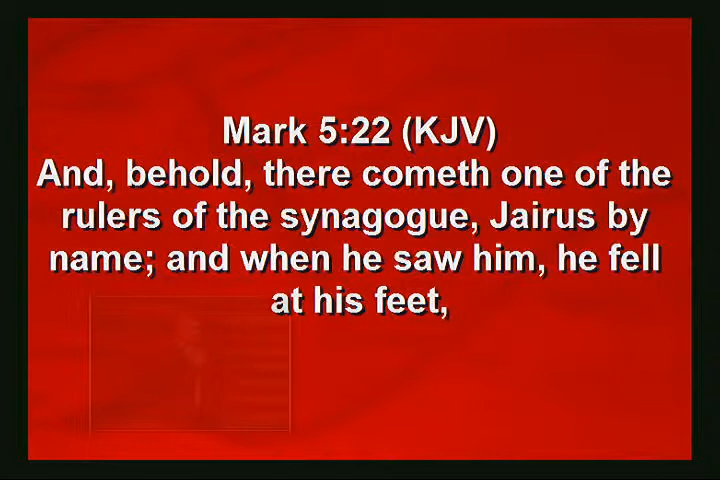 Mark 5:22 (KJV)
And, behold, there cometh one of the
rulers of the synagogue, Jairus by
name; and when he saw him, he fell
at his feet,